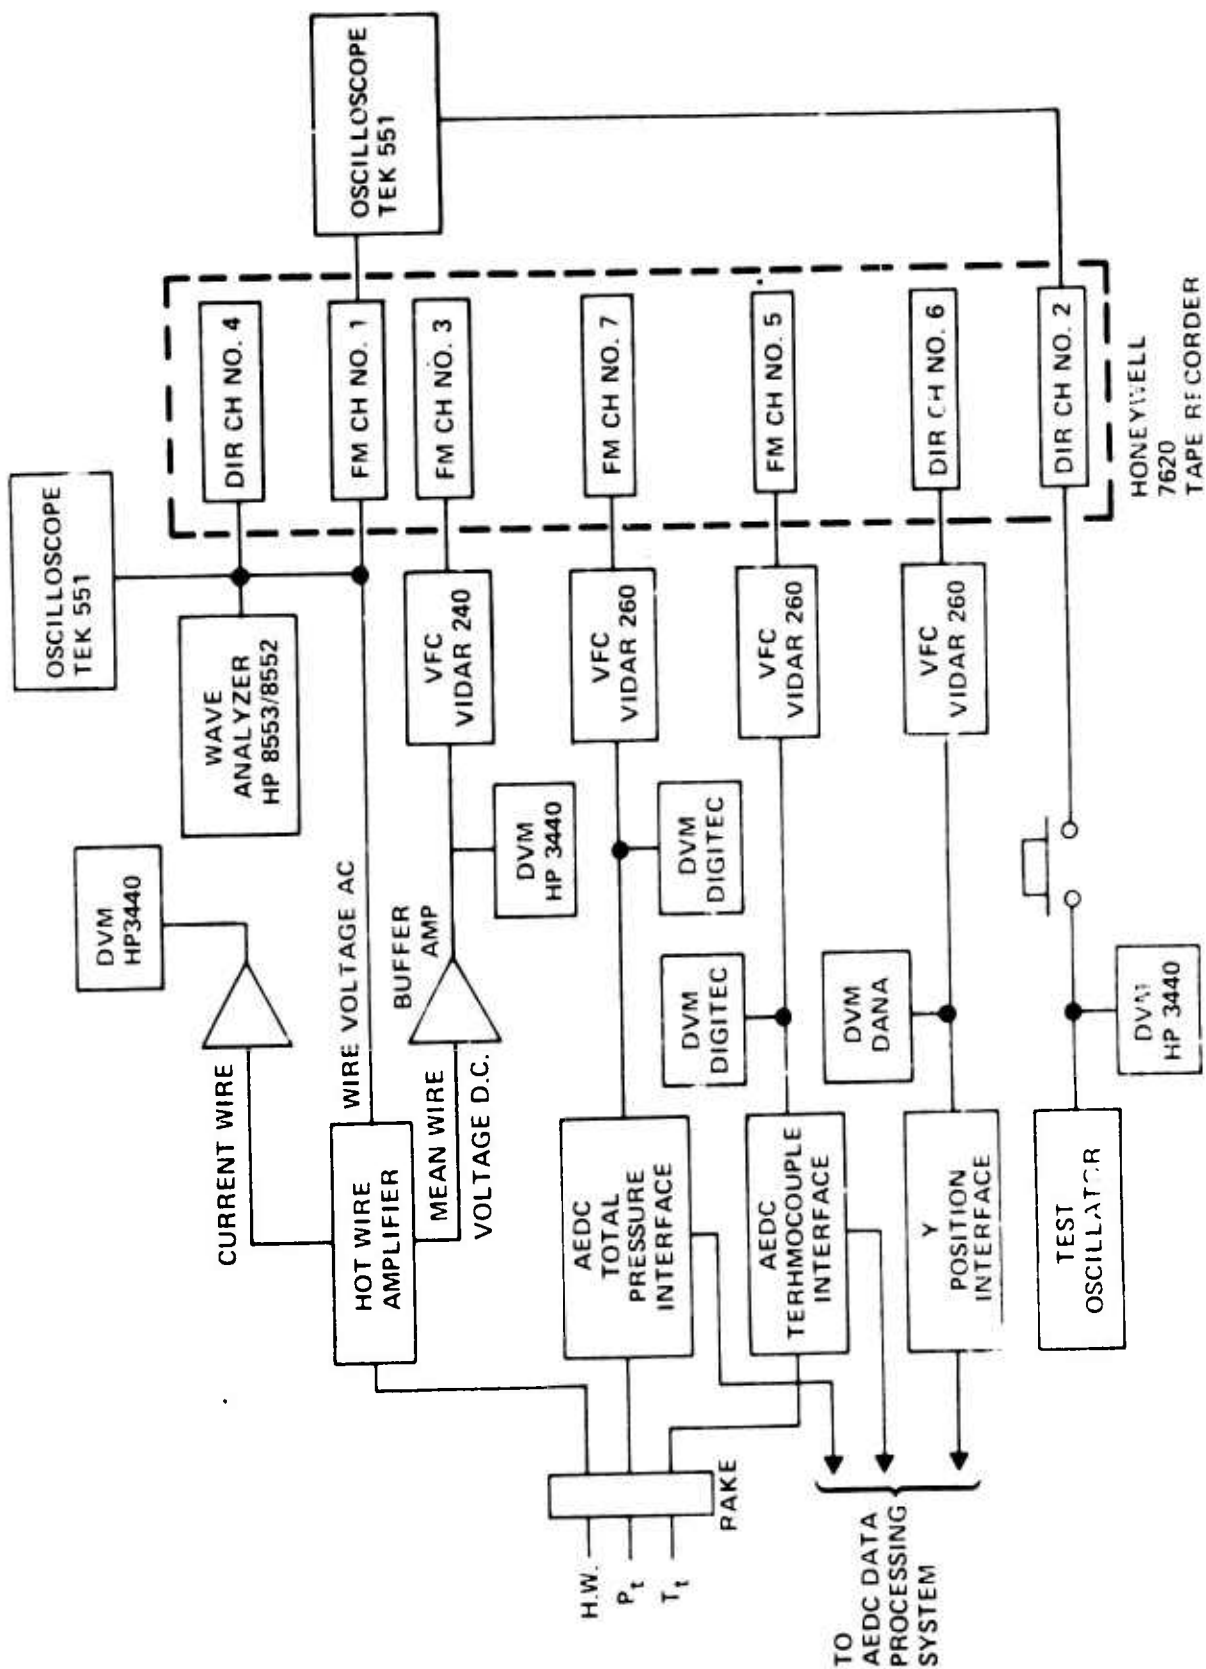 OSCILLOSCOPE
TEK 551
OSCILLOSCOPE
TEK 551
DVM
HP3440
WAVE
ANALYZER
HP 8553/8552
DIR CH NO. 4
CURRENT WIRE
WIRE VOLTAGE AC
FM CH NO. 1
HOT WIRE
AMPLIFIER
MEAN WIRE
VOLTAGE D.C.
BUFFER
AMP
DVM
HP 3440
VFC
VIDAR 240
FM CH NO. 3
H.W.
Pt
Tt
RAKE
AEDC
TOTAL
PRESSURE
INTERFACE
DVM
DIGITEC
VFC
VIDAR 260
FM CH NO. 7
AEDC
TERHMOCOUPLE
INTERFACE
DVM
DIGITEC
VFC
VIDAR 260
FM CH NO. 5
TO
AEDC DATA
PROCESSING
SYSTEM
Y
POSITION
INTERFACE
DVM
DANA
VFC
VIDAR 260
DIR CH NO. 6
TEST
OSCILLATOR
DVM
HP 3440
DIR CH NO. 2
HONEYWELL
7620
TAPE RECORDER